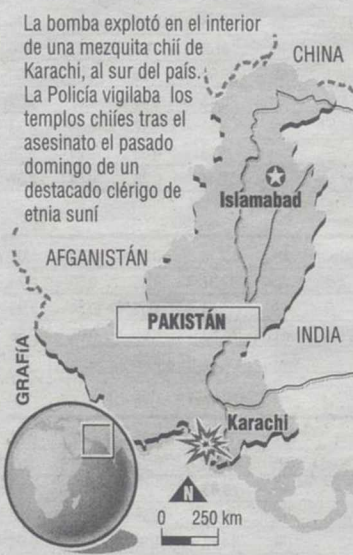 La bomba explotó en el interior
de una mezquita chií de
Karachi, al sur del país.
La Policía vigilaba los
templos chiíes tras el
asesinato el pasado
domingo de un
destacado clérigo de
etnia suní
CHINA
Islamabad
AFGANISTÁN
PAKISTÁN
INDIA
GRAFÍA
Karachi
N
0 250 km